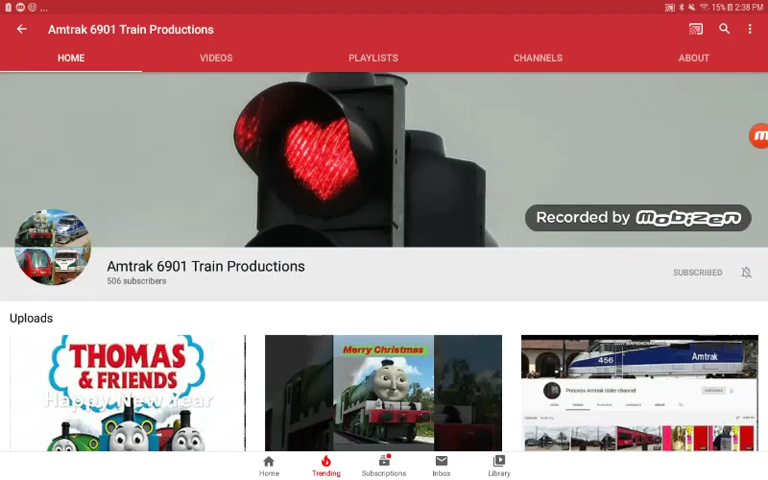 15% 2:38 PM
Amtrak 6901 Train Productions
HOME VIDEOS PLAYLISTS CHANNELS ABOUT
Recorded by mobizen
Amtrak 6901 Train Productions
506 subscribers
SUBSCRIBED
Uploads
THOMAS
& FRIENDS
Happy New Year
Merry Christmas
456 Amtrak
Princess Amtrak older channel
Home Trending Subscriptions Inbox Library